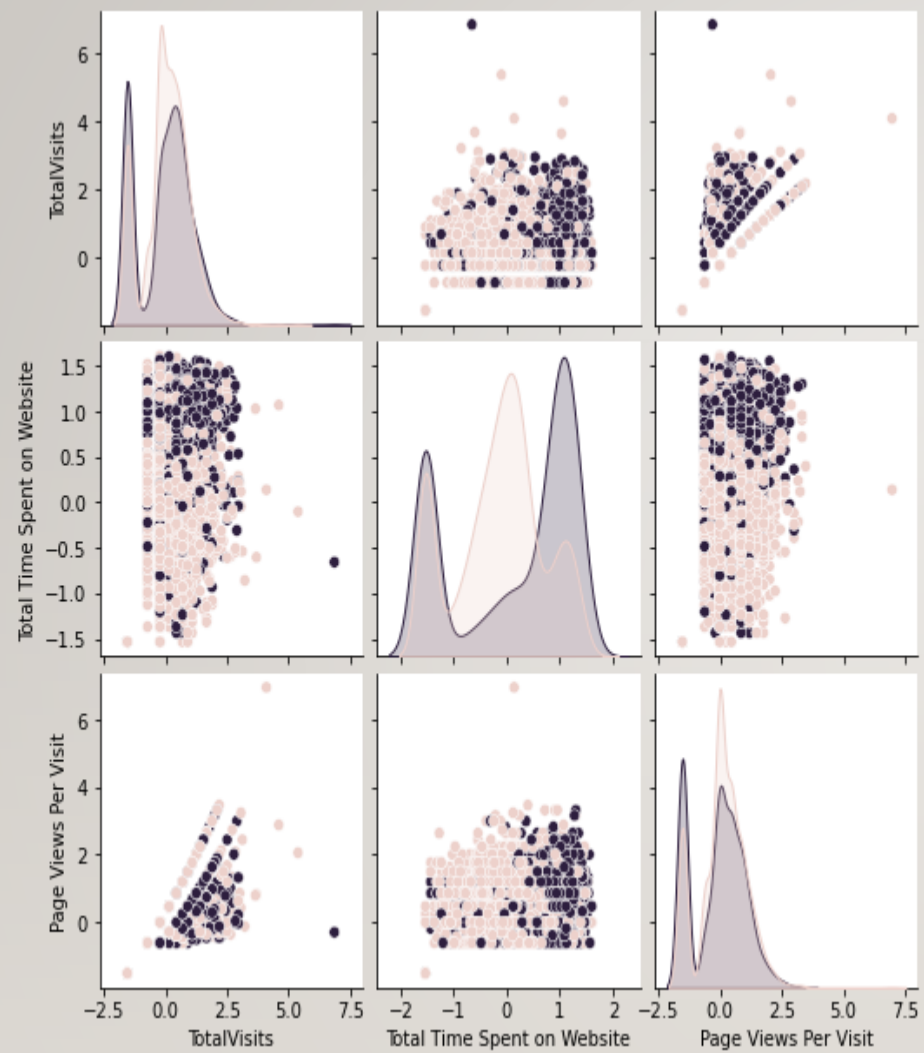 6
4
2
0
TotalVisits
1.5
1.0
0.5
0.0
−0.5
−1.0
−1.5
Total Time Spent on Website
6
4
2
0
Page Views Per Visit
−2.5 0.0 2.5 5.0 7.5
TotalVisits
−2 −1 0 1 2
Total Time Spent on Website
−2.5 0.0 2.5 5.0 7.5
Page Views Per Visit